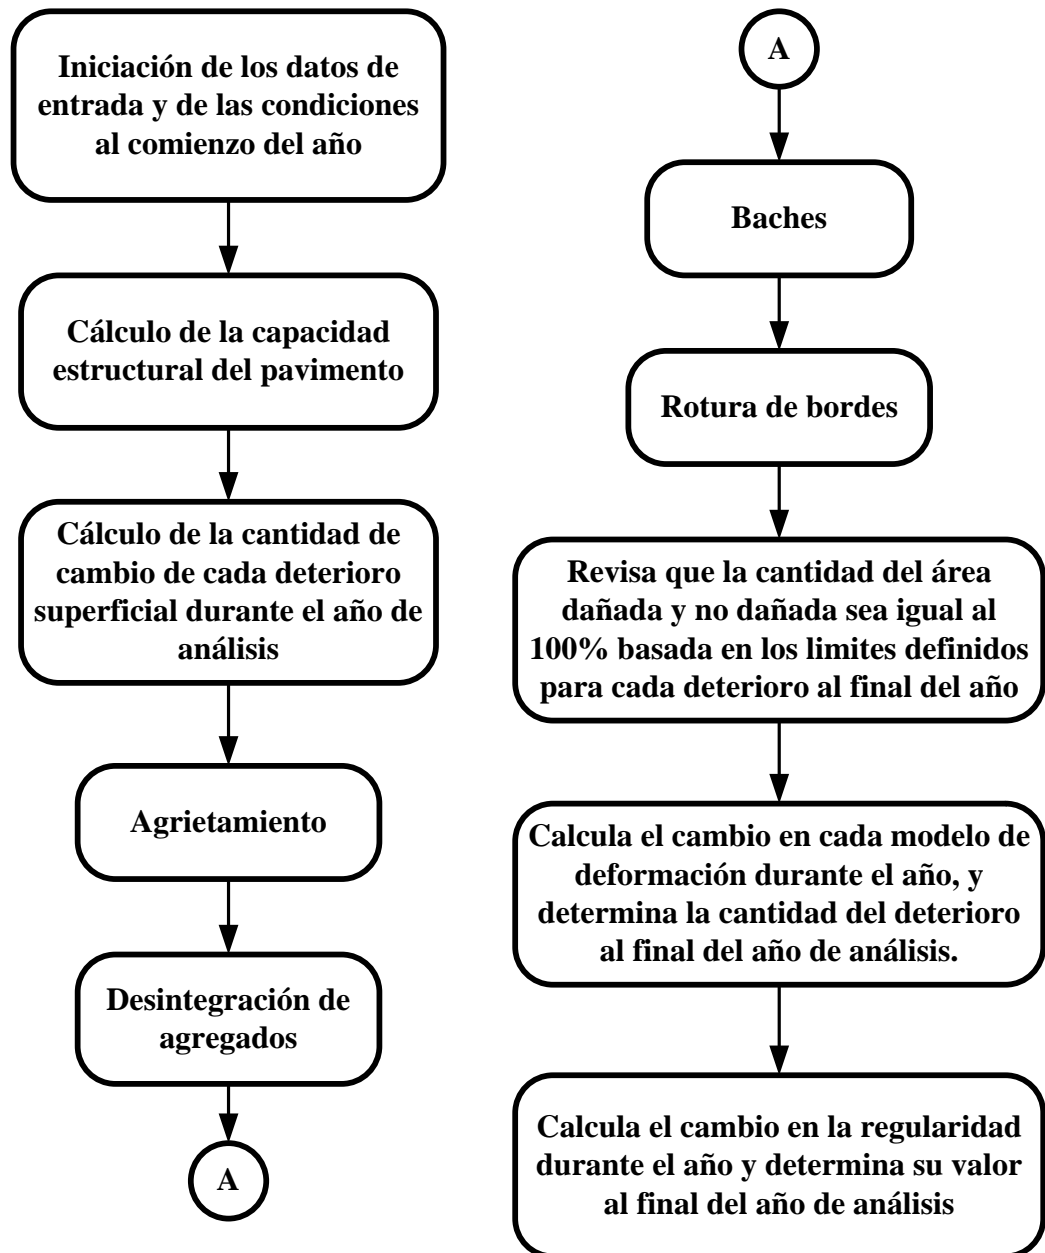 Iniciación de los datos de
entrada y de las condiciones
al comienzo del año
Cálculo de la capacidad
estructural del pavimento
Cálculo de la cantidad de
cambio de cada deterioro
superficial durante el año de
análisis
Agrietamiento
Desintegración de
agregados
A
A
Baches
Rotura de bordes
Revisa que la cantidad del área
dañada y no dañada sea igual al
100% basada en los limites definidos
para cada deterioro al final del año
Calcula el cambio en cada modelo de
deformación durante el año, y
determina la cantidad del deterioro
al final del año de análisis.
Calcula el cambio en la regularidad
durante el año y determina su valor
al final del año de análisis